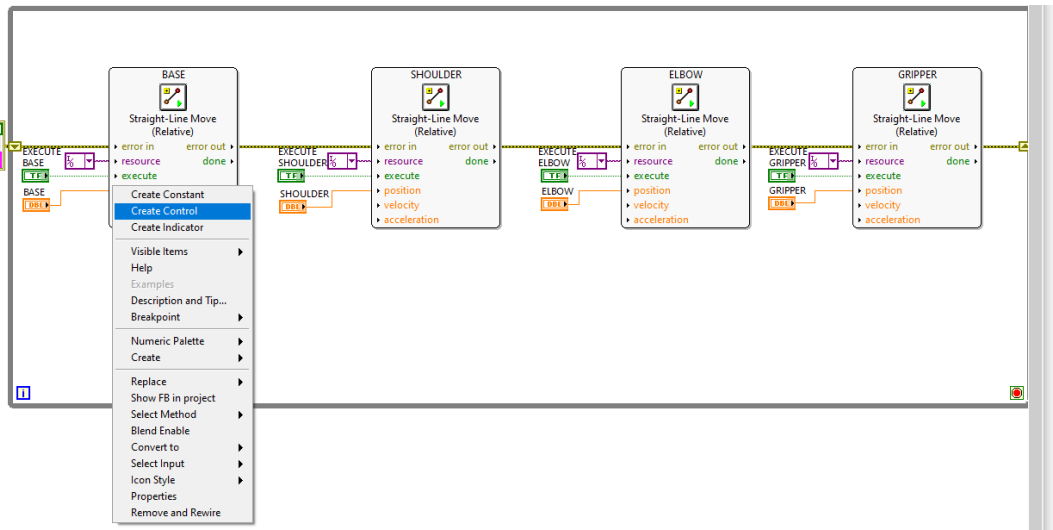 BASE
Straight-Line Move
(Relative)
error in error out
resource done
execute
EXECUTE
BASE
TF
BASE
DBL
I/O
SHOULDER
Straight-Line Move
(Relative)
error in error out
resource done
execute
position
velocity
acceleration
EXECUTE
SHOULDER
TF
SHOULDER
DBL
I/O
ELBOW
Straight-Line Move
(Relative)
error in error out
resource done
execute
position
velocity
acceleration
EXECUTE
ELBOW
TF
ELBOW
DBL
I/O
GRIPPER
Straight-Line Move
(Relative)
error in error out
resource done
execute
position
velocity
acceleration
EXECUTE
GRIPPER
TF
GRIPPER
DBL
I/O
Create Constant
Create Control
Create Indicator
Visible Items
Help
Examples
Description and Tip...
Breakpoint
Numeric Palette
Create
Replace
Show FB in project
Select Method
Blend Enable
Convert to
Select Input
Icon Style
Properties
Remove and Rewire
i